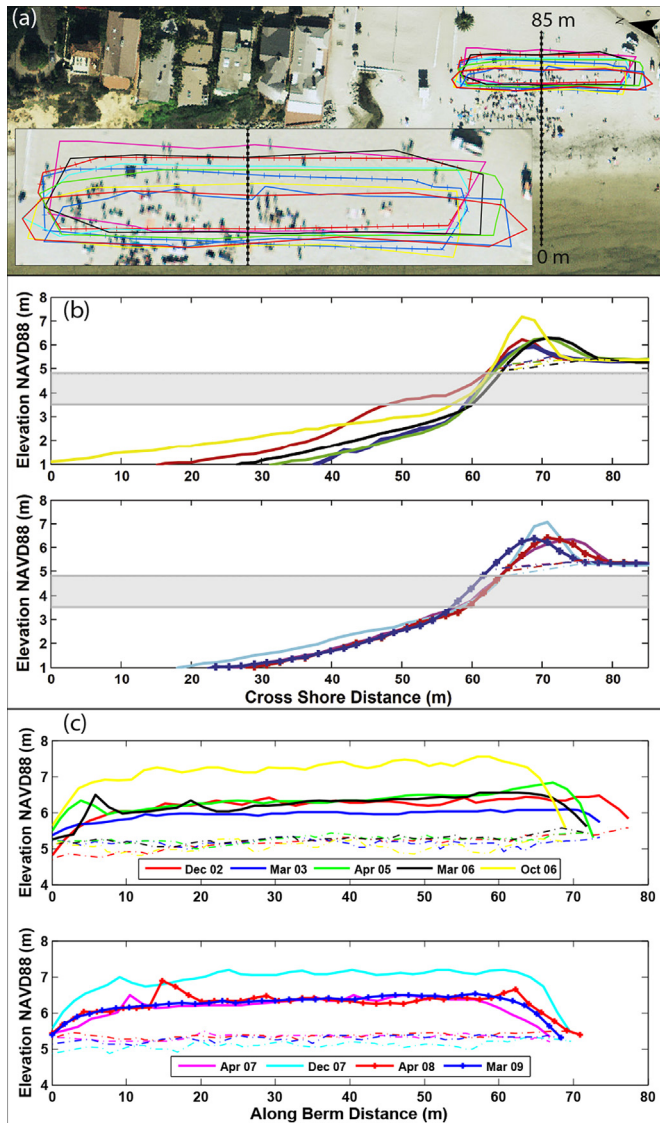 (a)
85 m
N
0 m
(b)
Elevation NAVD88 (m)
8
7
6
5
4
3
2
1
0 10 20 30 40 50 60 70 80
Elevation NAVD88 (m)
8
7
6
5
4
3
2
1
0 10 20 30 40 50 60 70 80
Cross Shore Distance (m)
(c)
Elevation NAVD88 (m)
8
7
6
5
4
Dec 02 Mar 03 Apr 05 Mar 06 Oct 06
0 10 20 30 40 50 60 70 80
Elevation NAVD88 (m)
8
7
6
5
4
Apr 07 Dec 07 Apr 08 Mar 09
0 10 20 30 40 50 60 70 80
Along Berm Distance (m)